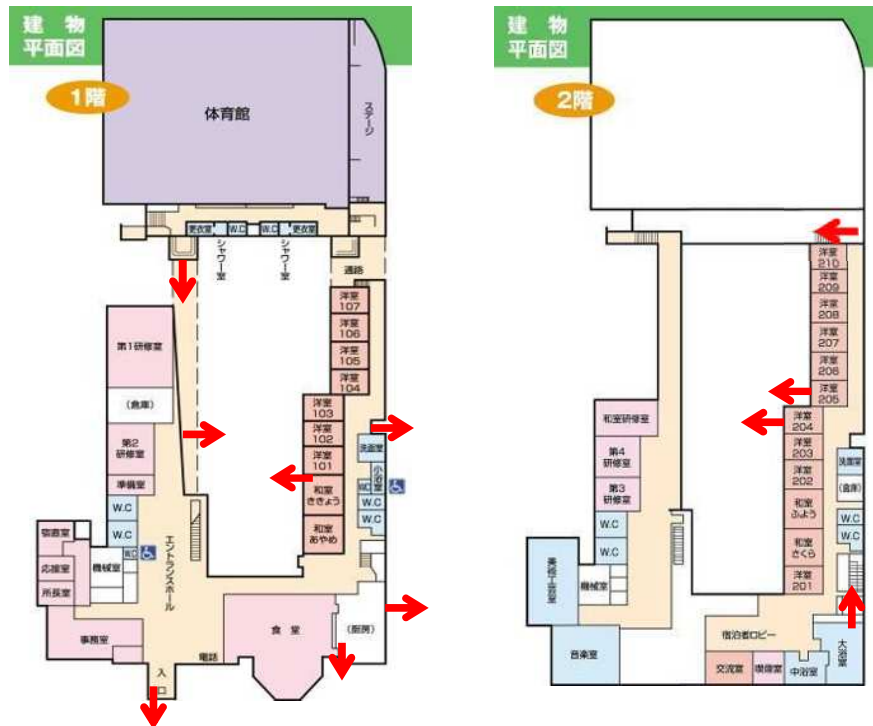 建 物
平面図
1階
体育館
ステージ
更衣室
W.C
W.C
更衣室
シャワー室
シャワー室
通路
洋室
107
洋室
106
洋室
105
洋室
104
洋室
103
洋室
102
洋室
101
和室
ききょう
和室
あやめ
第1研修室
(倉庫)
第2
研修室
準備室
W.C
W.C
W.C
洗面室
小浴室
W.C
W.C
W.C
宿直室
応接室
所長室
機械室
事務室
エントランスホール
電話
入
口
食 堂
(厨房)
建 物
平面図
2階
洋室
210
洋室
209
洋室
208
洋室
207
洋室
206
洋室
205
洋室
204
洋室
203
洋室
202
和室
ふよう
和室
さくら
洋室
201
和室研修室
第4
研修室
第3
研修室
W.C
W.C
機械室
美術工芸室
音楽室
洗面室
(倉庫)
W.C
W.C
宿泊者ロビー
交流室
喫煙室
中浴室
大浴室